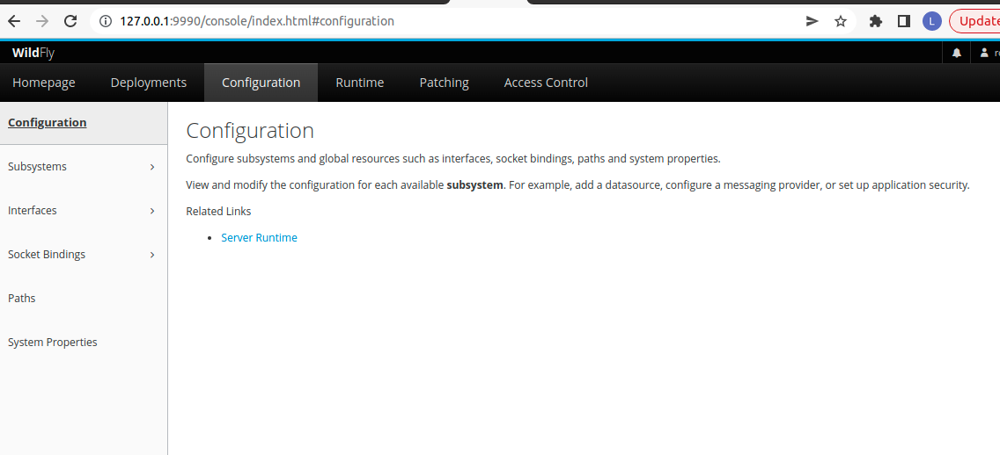 127.0.0.1:9990/console/index.html#configuration
L
Update
WildFly
Homepage Deployments Configuration Runtime Patching Access Control
Configuration
Subsystems
Interfaces
Socket Bindings
Paths
System Properties
Configuration
Configure subsystems and global resources such as interfaces, socket bindings, paths and system properties.
View and modify the configuration for each available subsystem. For example, add a datasource, configure a messaging provider, or set up application security.
Related Links
Server Runtime